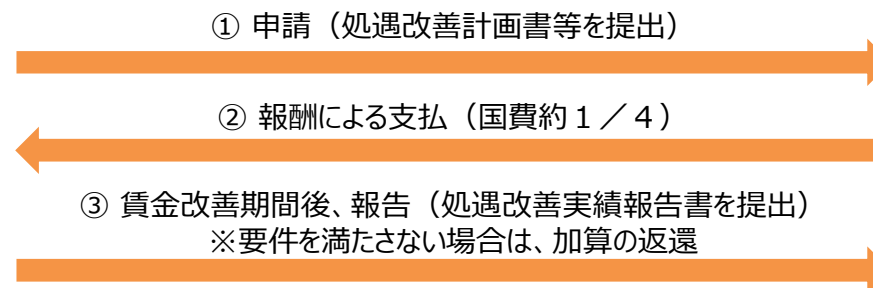 ① 申請（処遇改善計画書等を提出）
② 報酬による支払（国費約１／４）
③ 賃金改善期間後、報告（処遇改善実績報告書を提出）
※要件を満たさない場合は、加算の返還